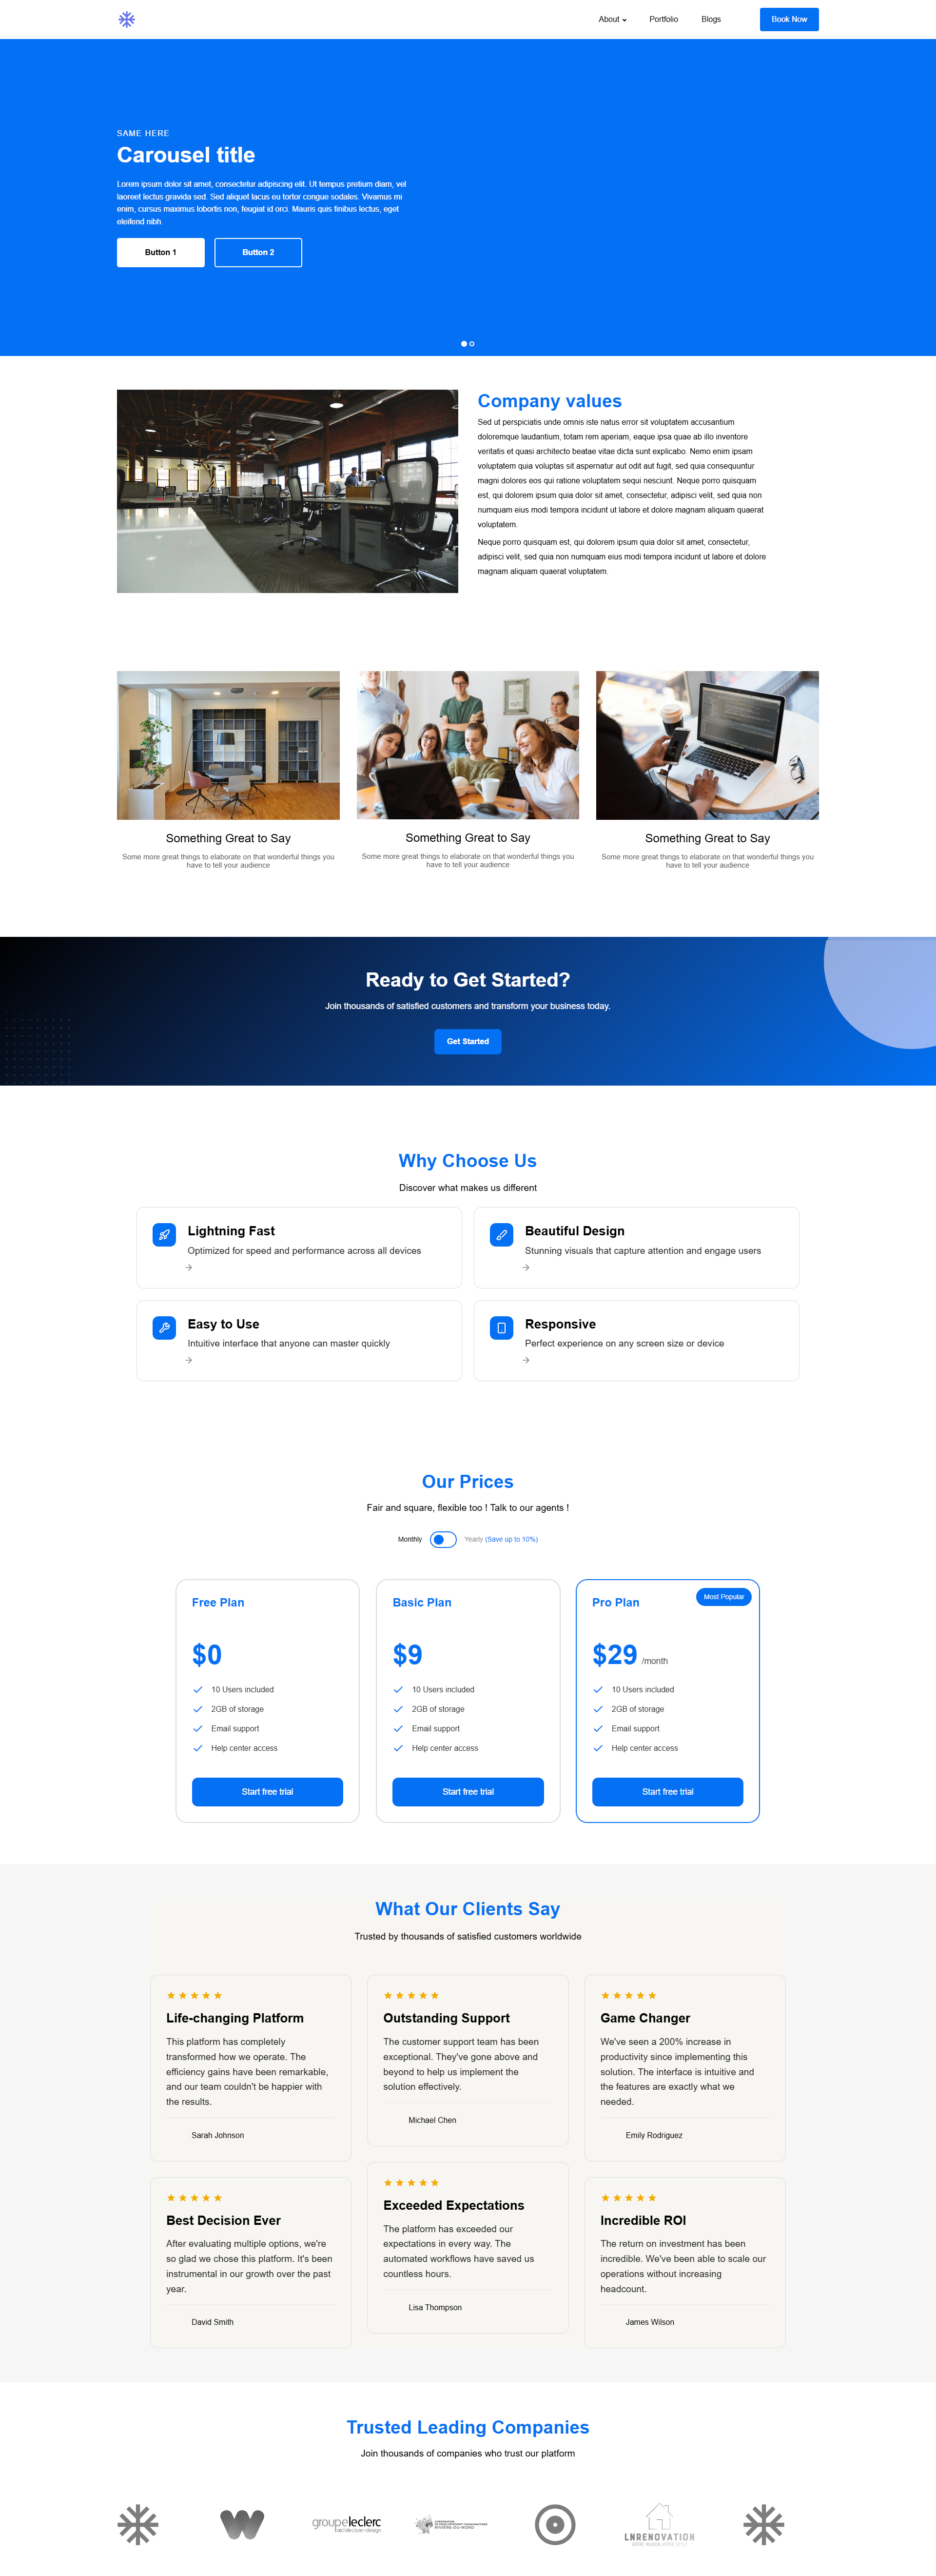 About
Portfolio
Blogs
Book Now
SAME HERE
Carousel title
Lorem ipsum dolor sit amet, consectetur adipiscing elit. Ut tempus pretium diam, vel
laoreet lectus gravida sed. Sed aliquet lacus eu tortor congue sodales. Vivamus mi
enim, cursus maximus lobortis non, feugiat id orci. Mauris quis finibus lectus, eget
eleifend nibh.
Button 1
Button 2
Company values
Sed ut perspiciatis unde omnis iste natus error sit voluptatem accusantium
doloremque laudantium, totam rem aperiam, eaque ipsa quae ab illo inventore
veritatis et quasi architecto beatae vitae dicta sunt explicabo. Nemo enim ipsam
voluptatem quia voluptas sit aspernatur aut odit aut fugit, sed quia consequuntur
magni dolores eos qui ratione voluptatem sequi nesciunt. Neque porro quisquam
est, qui dolorem ipsum quia dolor sit amet, consectetur, adipisci velit, sed quia non
numquam eius modi tempora incidunt ut labore et dolore magnam aliquam quaerat
voluptatem.
Neque porro quisquam est, qui dolorem ipsum quia dolor sit amet, consectetur,
adipisci velit, sed quia non numquam eius modi tempora incidunt ut labore et dolore
magnam aliquam quaerat voluptatem.
Something Great to Say
Some more great things to elaborate on that wonderful things you
have to tell your audience
Something Great to Say
Some more great things to elaborate on that wonderful things you
have to tell your audience
Something Great to Say
Some more great things to elaborate on that wonderful things you
have to tell your audience
Ready to Get Started?
Join thousands of satisfied customers and transform your business today.
Get Started
Why Choose Us
Discover what makes us different
Lightning Fast
Optimized for speed and performance across all devices
Beautiful Design
Stunning visuals that capture attention and engage users
Easy to Use
Intuitive interface that anyone can master quickly
Responsive
Perfect experience on any screen size or device
Our Prices
Fair and square, flexible too ! Talk to our agents !
Monthly
Yearly (Save up to 10%)
Free Plan
$0
10 Users included
2GB of storage
Email support
Help center access
Start free trial
Basic Plan
$9
10 Users included
2GB of storage
Email support
Help center access
Start free trial
Pro Plan
Most Popular
$29 /month
10 Users included
2GB of storage
Email support
Help center access
Start free trial
What Our Clients Say
Trusted by thousands of satisfied customers worldwide
Life-changing Platform
This platform has completely
transformed how we operate. The
efficiency gains have been remarkable,
and our team couldn't be happier with
the results.
Sarah Johnson
Outstanding Support
The customer support team has been
exceptional. They've gone above and
beyond to help us implement the
solution effectively.
Michael Chen
Game Changer
We've seen a 200% increase in
productivity since implementing this
solution. The interface is intuitive and
the features are exactly what we
needed.
Emily Rodriguez
Best Decision Ever
After evaluating multiple options, we're
so glad we chose this platform. It's been
instrumental in our growth over the past
year.
David Smith
Exceeded Expectations
The platform has exceeded our
expectations in every way. The
automated workflows have saved us
countless hours.
Lisa Thompson
Incredible ROI
The return on investment has been
incredible. We've been able to scale our
operations without increasing
headcount.
James Wilson
Trusted Leading Companies
Join thousands of companies who trust our platform
groupeleclerc
architecture+design
RIVIÈRE-DU-NORD
LNRENOVATION